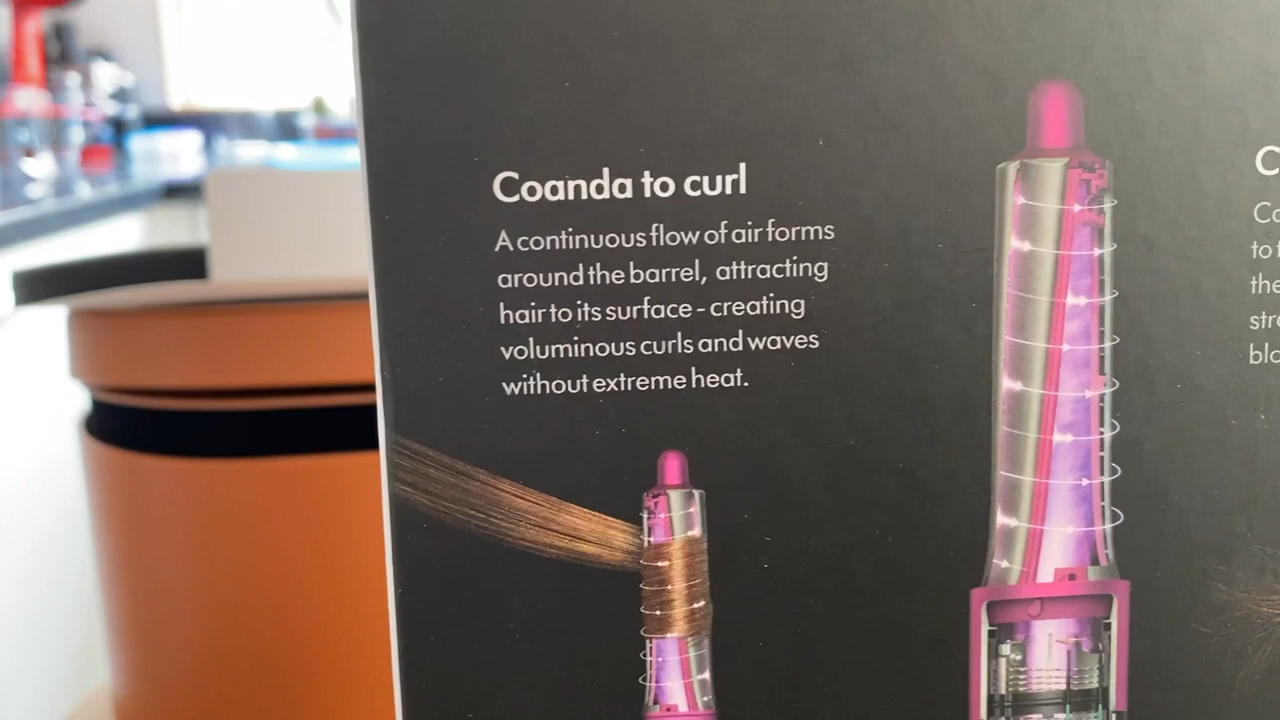 Coanda to curl
A continuous flow of air forms
around the barrel, attracting
hair to its surface - creating
voluminous curls and waves
without extreme heat.